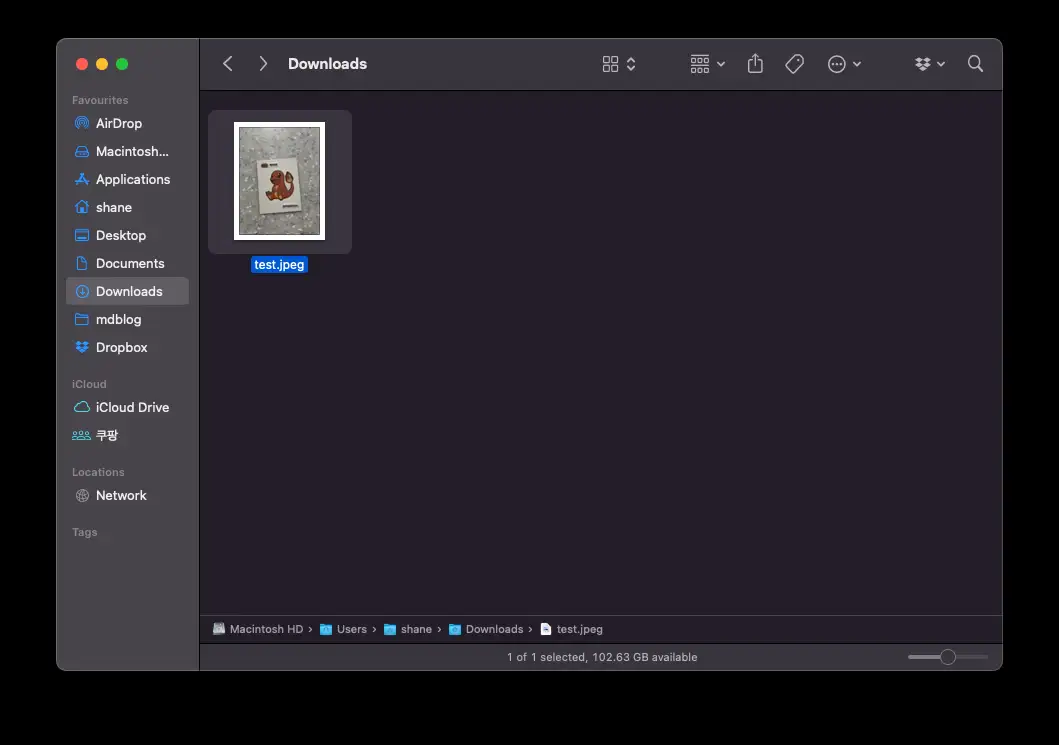 Downloads
Favourites
AirDrop
Macintosh...
Applications
shane
Desktop
Documents
Downloads
mdblog
Dropbox
iCloud
iCloud Drive
쿠팡
Locations
Network
Tags
test.jpeg
Macintosh HD › Users › shane › Downloads › test.jpeg
1 of 1 selected, 102.63 GB available